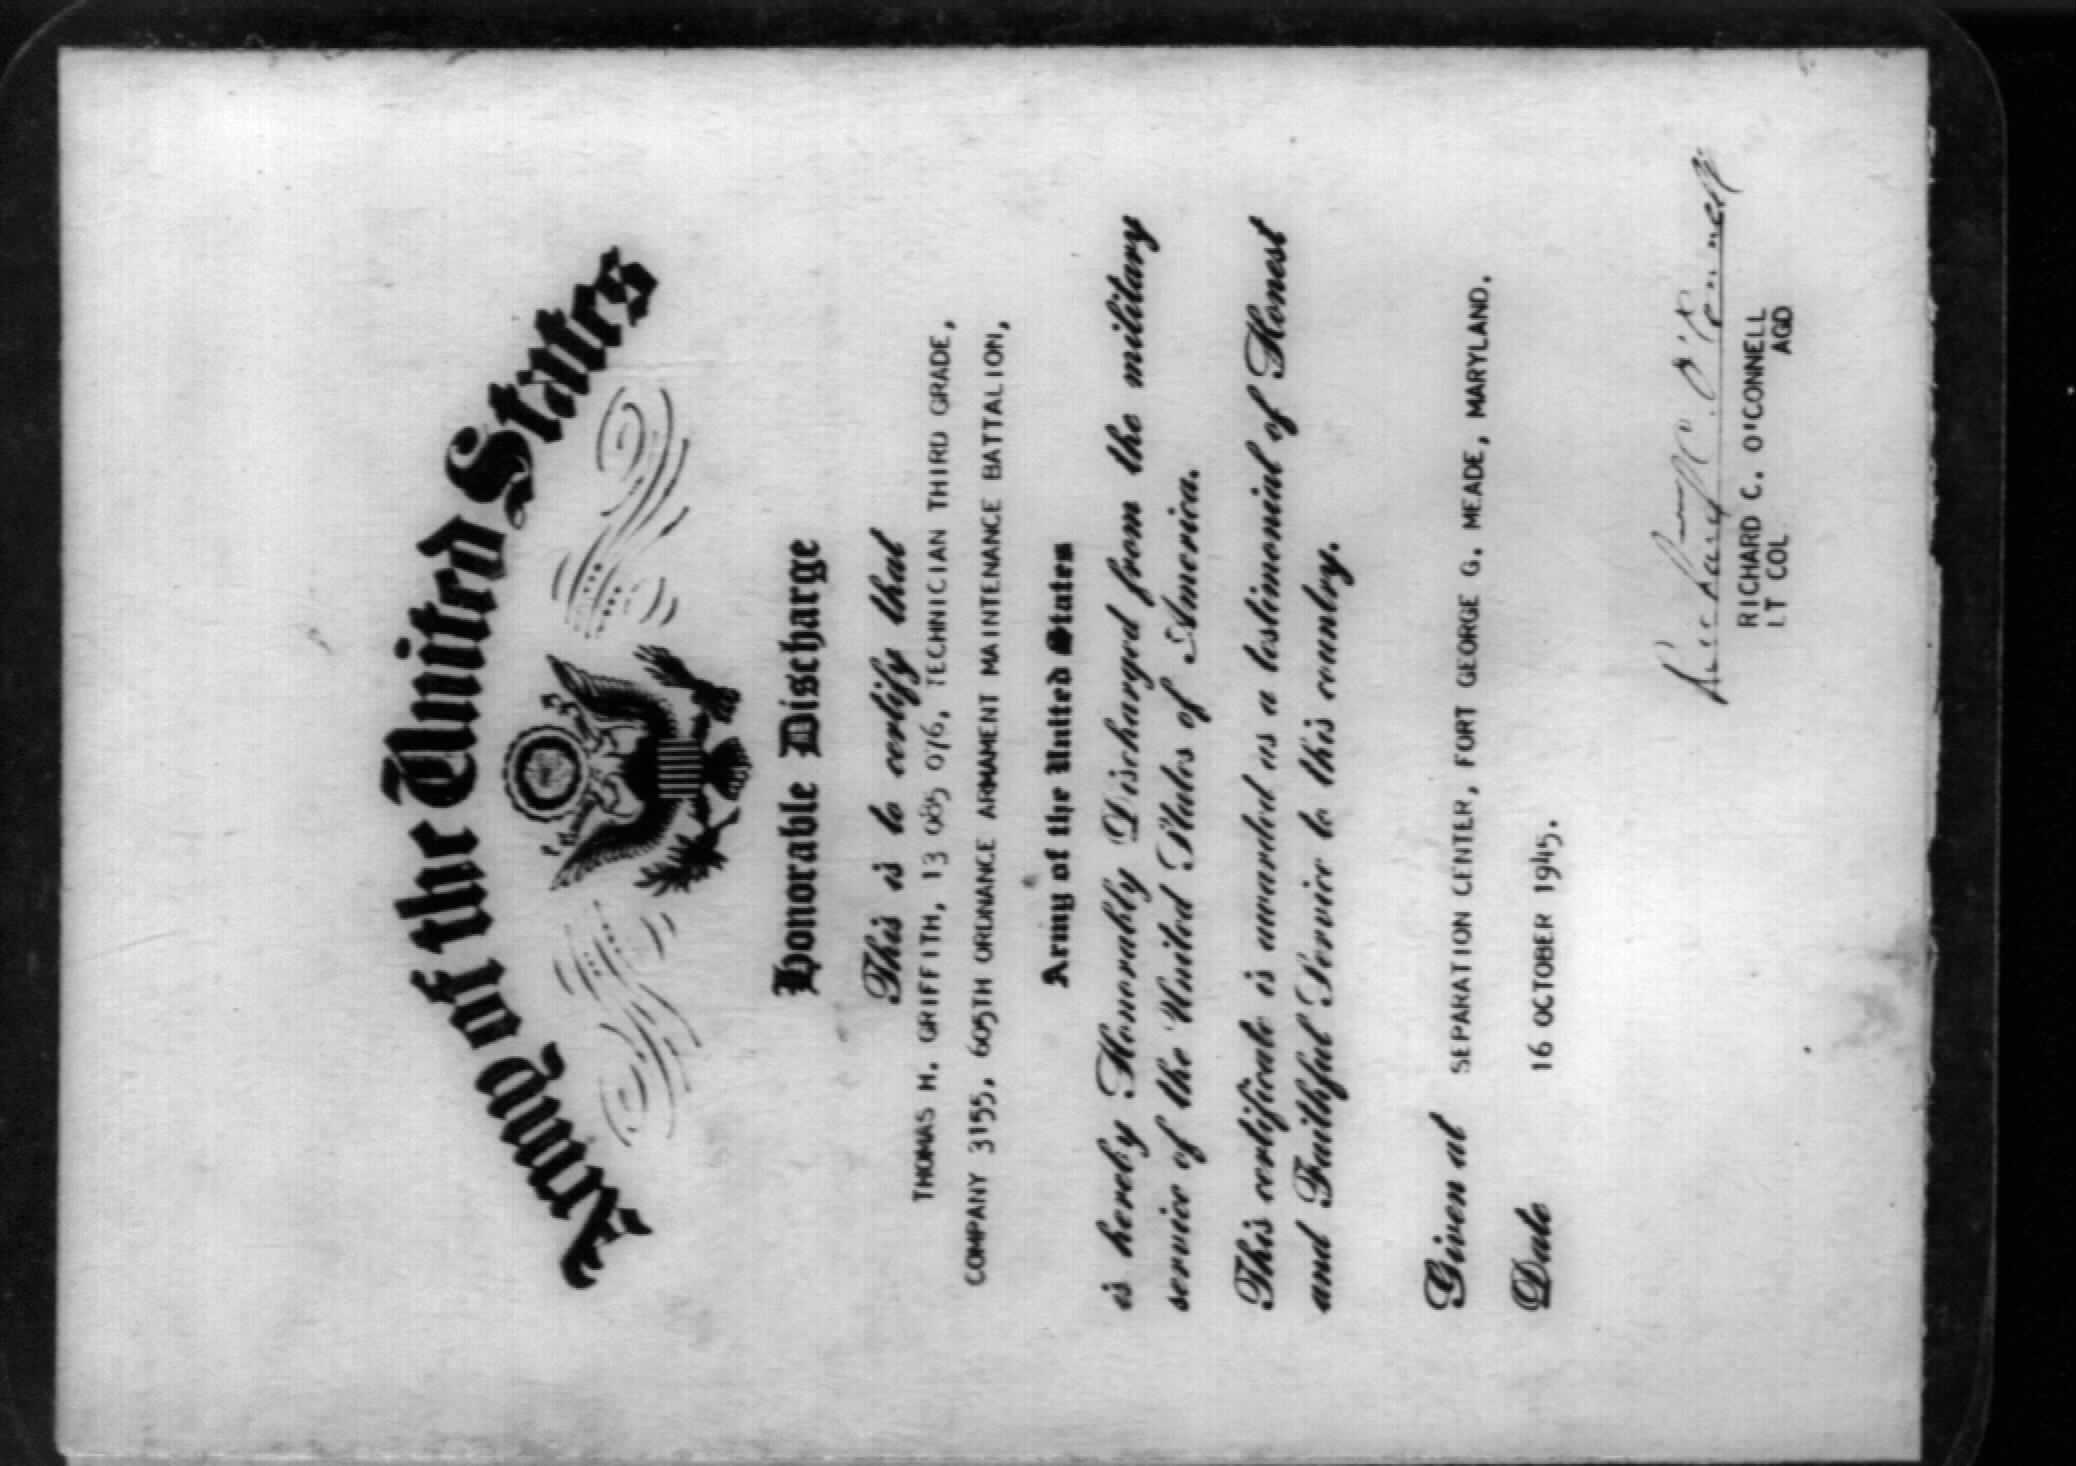 Army of the United States
Honorable Discharge
This is to certify that
THOMAS H. GRIFFITH, 13 085 076, TECHNICIAN THIRD GRADE,
COMPANY 3155, 605TH ORDNANCE ARMAMENT MAINTENANCE BATTALION,
Army of the United States
is hereby Honorably Discharged from the military
service of the United States of America.
This certificate is awarded as a testimonial of Honest
and Faithful Service to this country.
Given at SEPARATION CENTER, FORT GEORGE G. MEADE, MARYLAND.
Date 16 OCTOBER 1945.
Richard C. O'Connell
RICHARD C. O'CONNELL
LT COL AGD